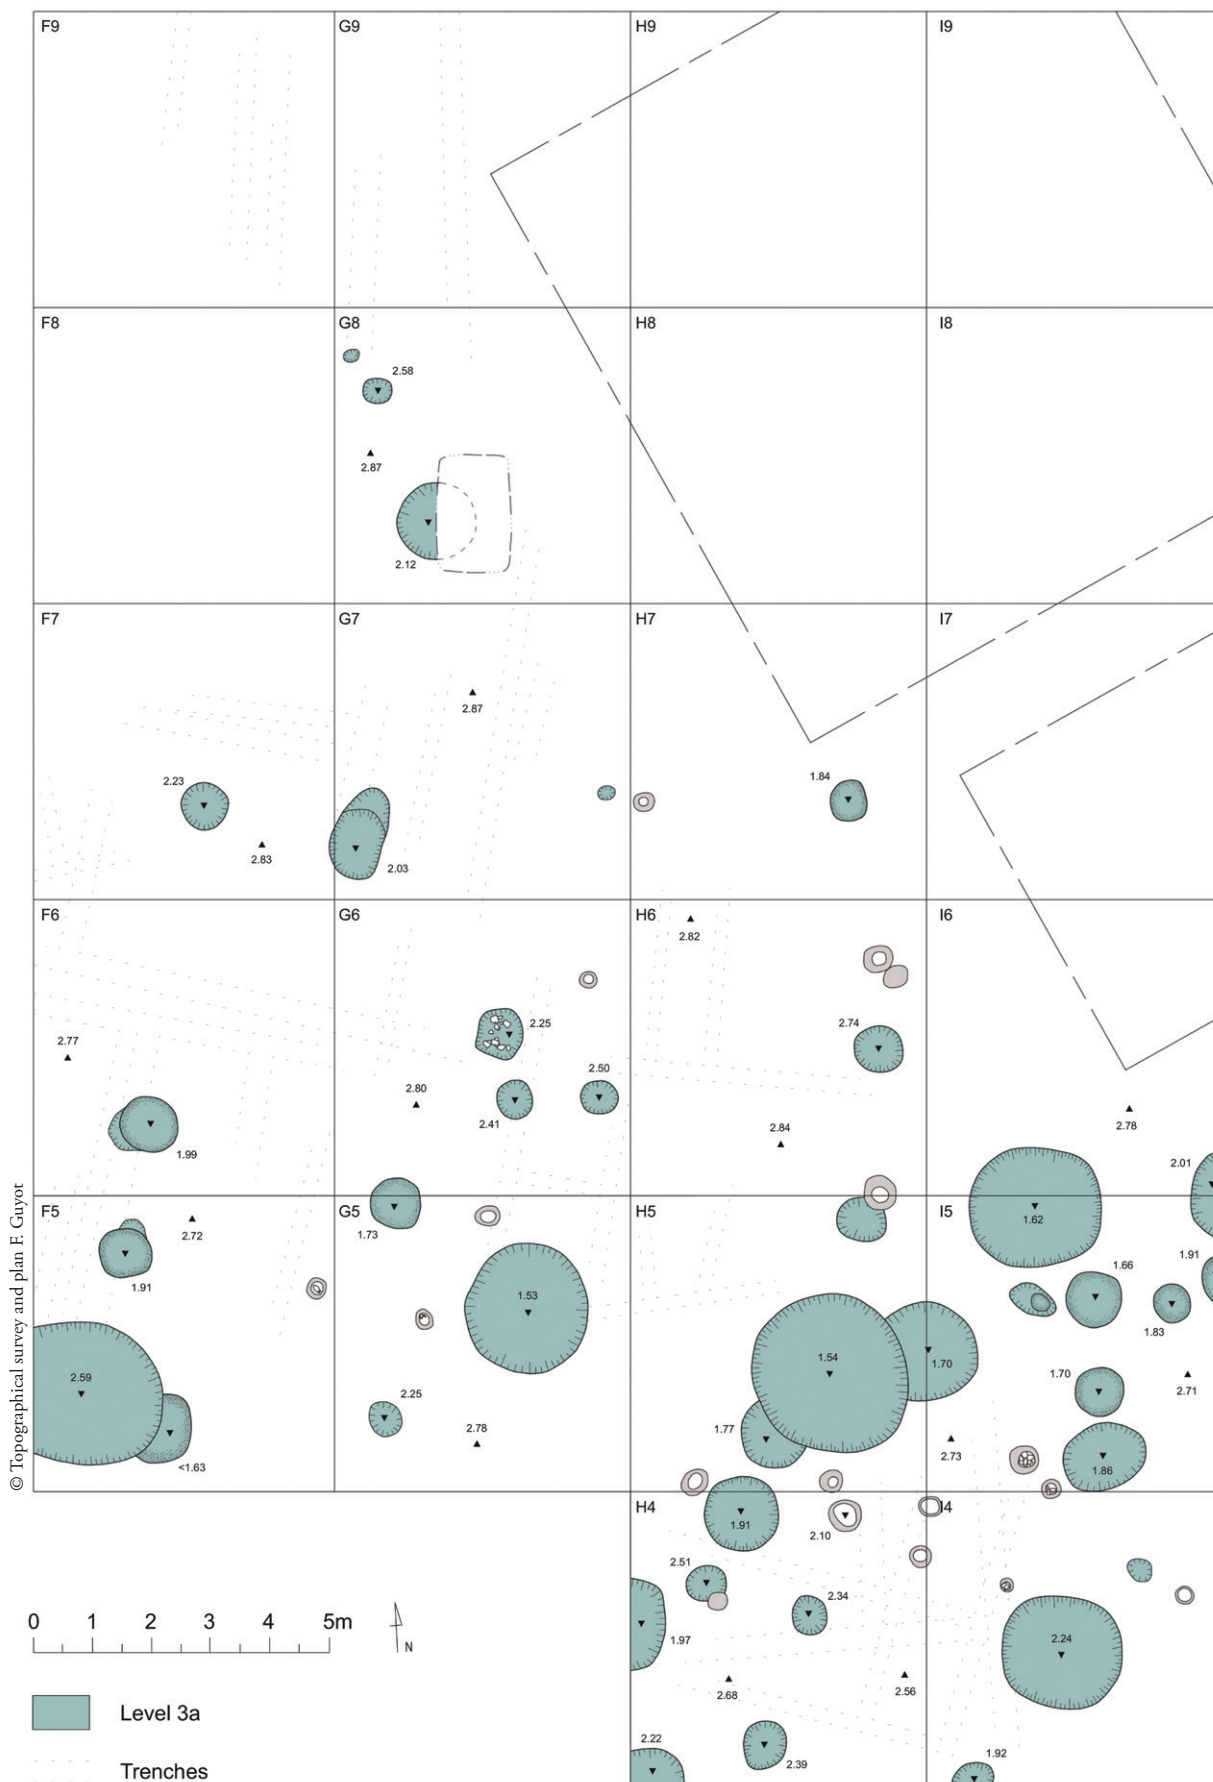 F9 G9 H9 I9
F8 G8 H8 I8
2.58
2.87
2.12
F7 G7 H7 I7
2.87
2.23 1.84
2.83 2.03
F6 G6 H6 I6
2.82
2.25 2.74
2.77
2.50
2.80
2.41 2.84 2.78
1.99
2.01
F5 G5 H5 I5
1.62
2.72 1.73
1.91 1.66 1.91
1.53
1.83
2.59 1.54 1.70
2.25 1.70
2.71
2.78 1.77
2.73
<1.63 1.86
H4 I4
1.91 2.10
2.51
2.34
1.97 2.24
2.68 2.56
2.22 2.39 1.92
© Topographical survey and plan F. Guyot
0 1 2 3 4 5m
N
Level 3a
Trenches